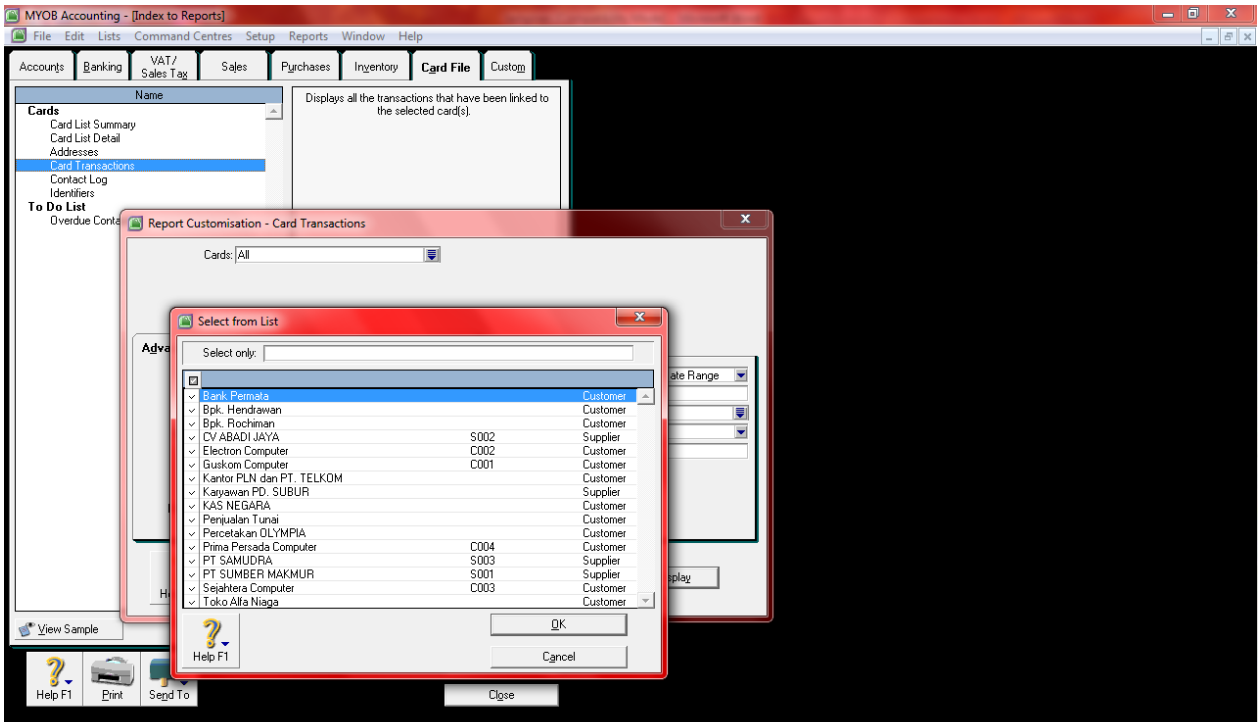 MYOB Accounting - [Index to Reports]
File Edit Lists Command Centres Setup Reports Window Help
Accounts Banking VAT/ Sales Tax Sales Purchases Inventory Card File Custom
Name
Cards
Card List Summary
Card List Detail
Addresses
Card Transactions
Contact Log
Identifiers
To Do List
Overdue Conta
Displays all the transactions that have been linked to
the selected card(s).
Report Customisation - Card Transactions
Cards: All
Adva
ate Range
Select from List
Select only:
Bank Permata Customer
Bpk. Hendrawan Customer
Bpk. Rochiman Customer
CV ABADI JAYA S002 Supplier
Electron Computer C002 Customer
Guskom Computer C001 Customer
Kantor PLN dan PT. TELKOM Customer
Karyawan PD. SUBUR Supplier
KAS NEGARA Customer
Penjualan Tunai Customer
Percetakan OLYMPIA Customer
Prima Persada Computer C004 Customer
PT SAMUDRA S003 Supplier
PT SUMBER MAKMUR S001 Supplier
Sejahtera Computer C003 Customer
Toko Alfa Niaga Customer
OK
Help F1
Cancel
He
splay
View Sample
Help F1 Print Send To
Close